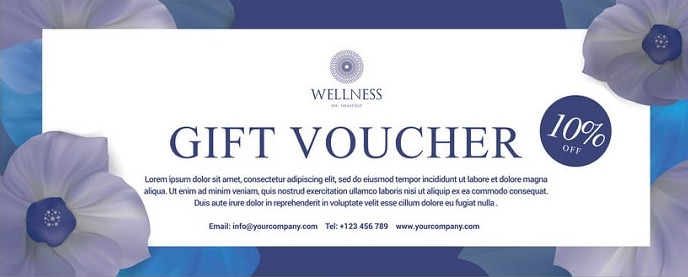 WELLNESS
SPA HEALTHLY
GIFT VOUCHER
10%
OFF
Lorem ipsum dolor sit amet, consectetur adipiscing elit, sed do eiusmod tempor incididunt ut labore et dolore magna
aliqua. Ut enim ad minim veniam, quis nostrud exercitation ullamco laboris nisi ut aliquip ex ea commodo consequat.
Duis aute irure dolor in reprehenderit in voluptate velit esse cillum dolore eu fugiat nulla .
Email: info@yourcompany.com Tel: +123 456 789 www.yourcompany.com